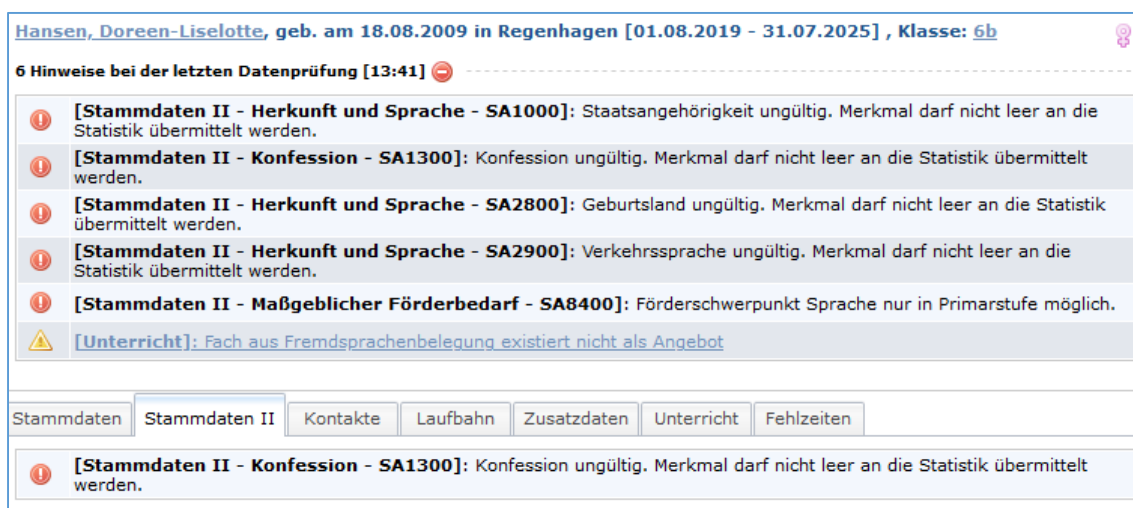 Hansen, Doreen-Liselotte, geb. am 18.08.2009 in Regenhagen [01.08.2019 - 31.07.2025] , Klasse: 6b
6 Hinweise bei der letzten Datenprüfung [13:41]
[Stammdaten II - Herkunft und Sprache - SA1000]: Staatsangehörigkeit ungültig. Merkmal darf nicht leer an die
Statistik übermittelt werden.
[Stammdaten II - Konfession - SA1300]: Konfession ungültig. Merkmal darf nicht leer an die Statistik übermittelt
werden.
[Stammdaten II - Herkunft und Sprache - SA2800]: Geburtsland ungültig. Merkmal darf nicht leer an die Statistik
übermittelt werden.
[Stammdaten II - Herkunft und Sprache - SA2900]: Verkehrssprache ungültig. Merkmal darf nicht leer an die
Statistik übermittelt werden.
[Stammdaten II - Maßgeblicher Förderbedarf - SA8400]: Förderschwerpunkt Sprache nur in Primarstufe möglich.
[Unterricht]: Fach aus Fremdsprachenbelegung existiert nicht als Angebot
Stammdaten Stammdaten II Kontakte Laufbahn Zusatzdaten Unterricht Fehlzeiten
[Stammdaten II - Konfession - SA1300]: Konfession ungültig. Merkmal darf nicht leer an die Statistik übermittelt
werden.